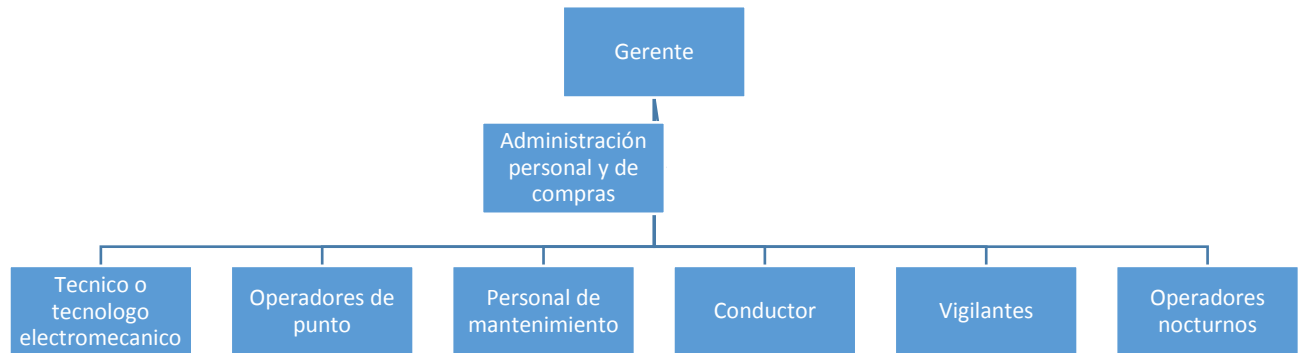 Gerente
Administración
personal y de
compras
Tecnico o
tecnologo
electromecanico
Operadores de
punto
Personal de
mantenimiento
Conductor
Vigilantes
Operadores
nocturnos